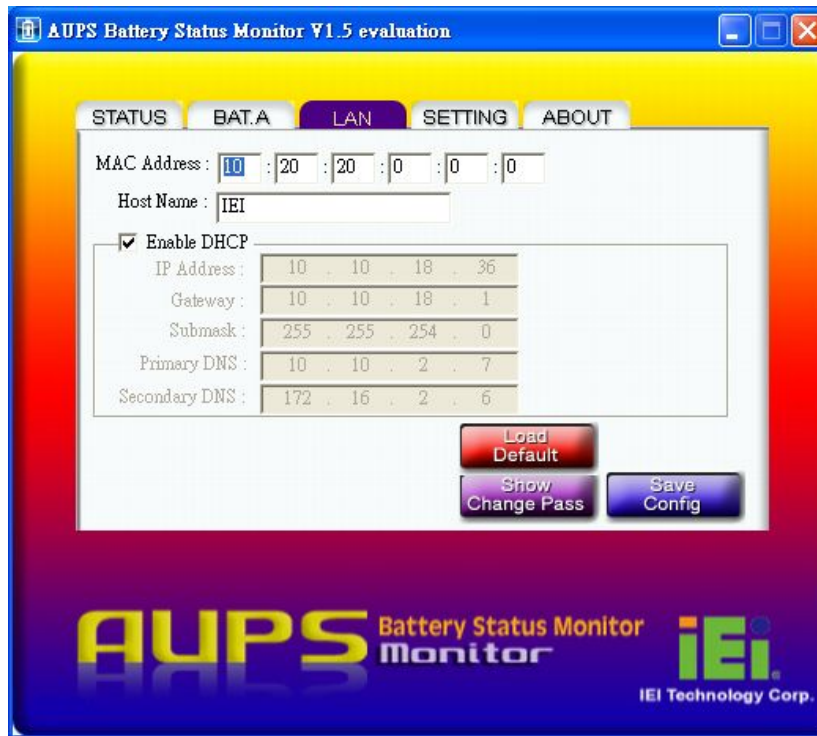 AUPS Battery Status Monitor V1.5 evaluation
STATUS BAT.A LAN SETTING ABOUT
MAC Address : 10 : 20 : 20 : 0 : 0 : 0
Host Name : IEI
Enable DHCP
IP Address : 10 . 10 . 18 . 36
Gateway : 10 . 10 . 18 . 1
Submask : 255 . 255 . 254 . 0
Primary DNS : 10 . 10 . 2 . 7
Secondary DNS : 172 . 16 . 2 . 6
Load
Default
Show
Change Pass
Save
Config
AUPS
Battery Status Monitor
Monitor
iEi
IEI Technology Corp.